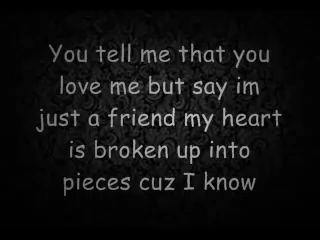 You tell me that you
love me but say im
just a friend my heart
is broken up into
pieces cuz I know